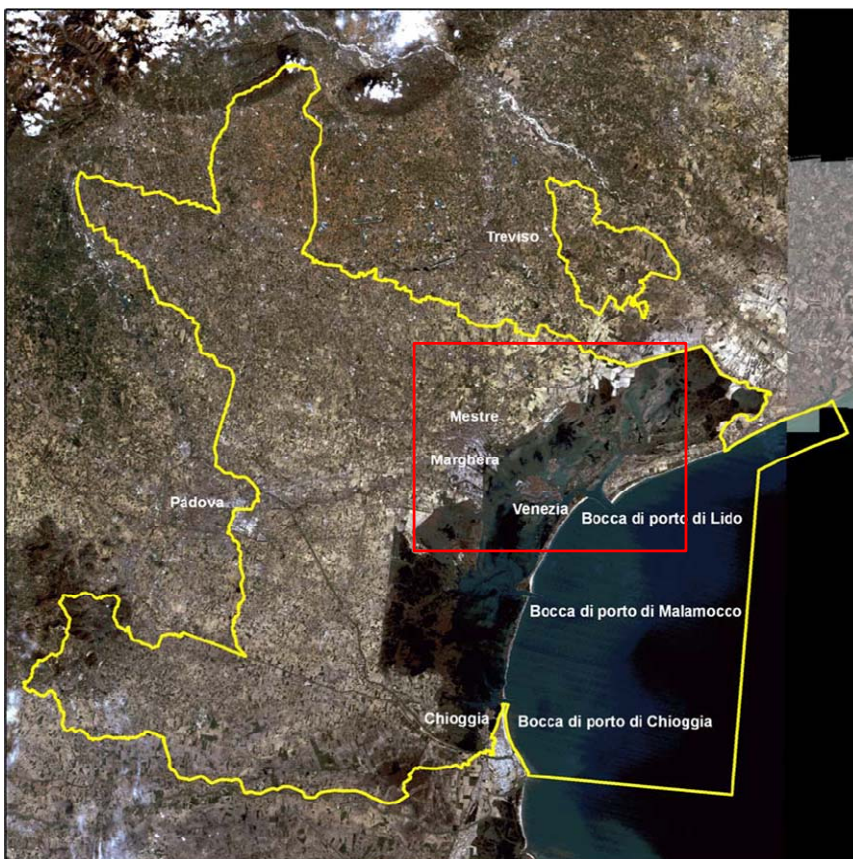 Treviso
Mestre
Marghera
Padova
Venezia
Bocca di porto di Lido
Bocca di porto di Malamocco
Chioggia
Bocca di porto di Chioggia